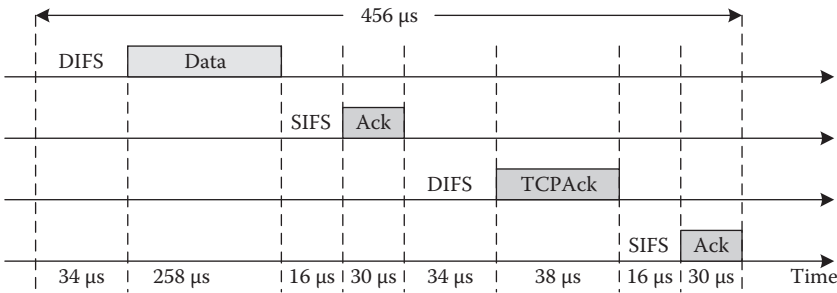 456 μs
DIFS Data
SIFS Ack
DIFS TCPAck
SIFS Ack
34 μs 258 μs 16 μs 30 μs 34 μs 38 μs 16 μs 30 μs Time